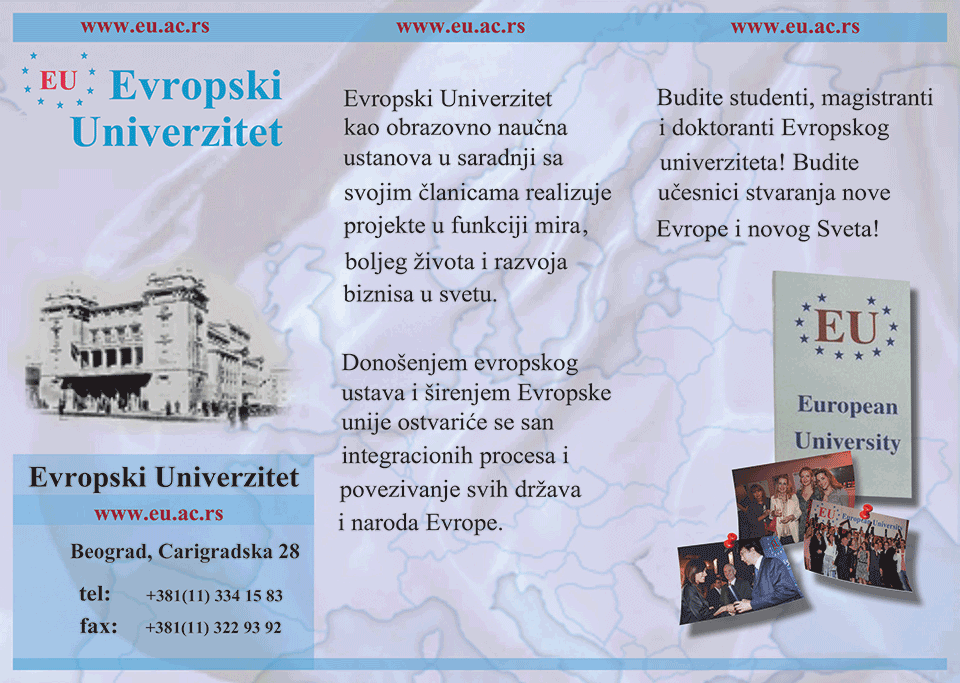 www.eu.ac.rs
www.eu.ac.rs
www.eu.ac.rs
EU
Evropski
Univerzitet
Evropski Univerzitet
www.eu.ac.rs
Beograd, Carigradska 28
tel: +381(11) 334 15 83
fax: +381(11) 322 93 92
Evropski Univerzitet
kao obrazovno naučna
ustanova u saradnji sa
svojim članicama realizuje
projekte u funkciji mira,
boljeg života i razvoja
biznisa u svetu.
Donošenjem evropskog
ustava i širenjem Evropske
unije ostvariće se san
integracionih procesa i
povezivanje svih država
i naroda Evrope.
Budite studenti, magistranti
i doktoranti Evropskog
univerziteta! Budite
učesnici stvaranja nove
Evrope i novog Sveta!
EU
European
University
EU European University